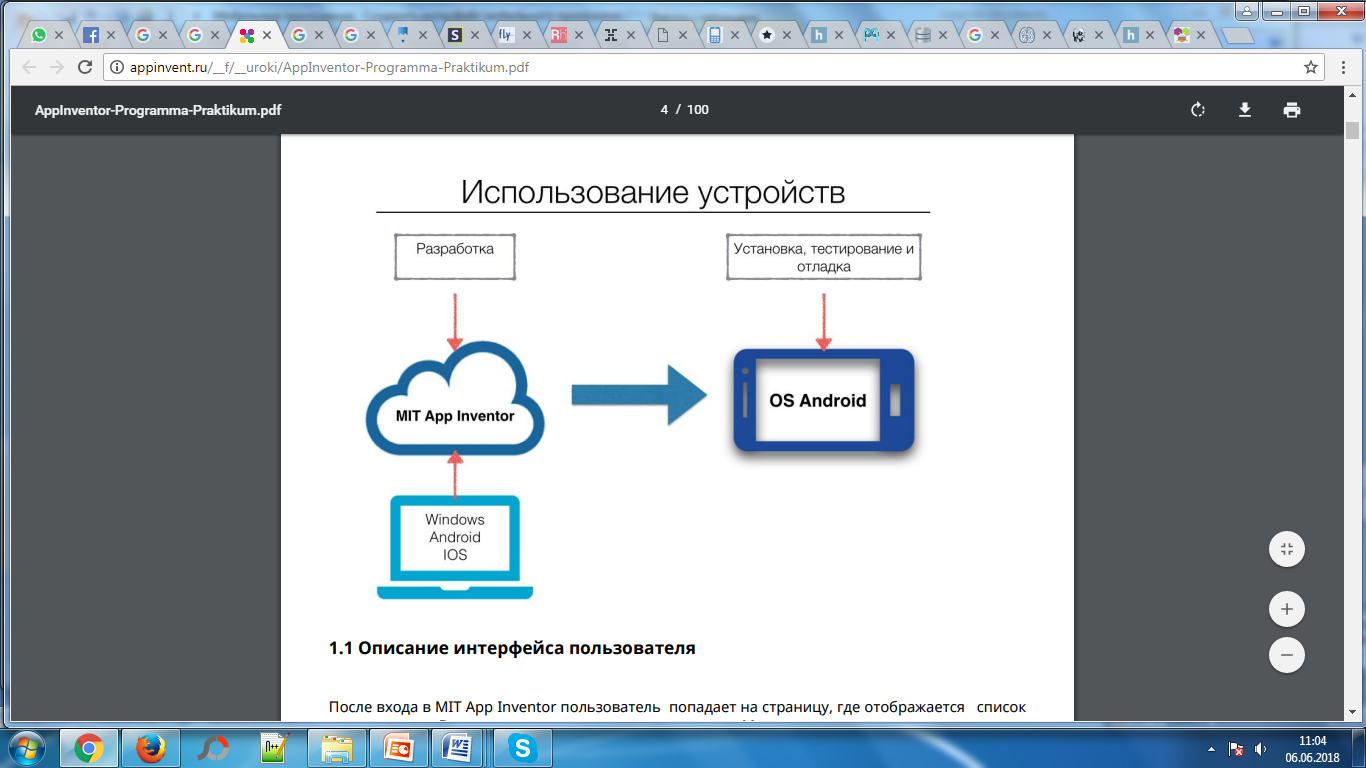 fly_
appinvent.ru/__f/__uroki/AppInventor-Programma-Praktikum.pdf
AppInventor-Programma-Praktikum.pdf
4 / 100
Использование устройств
Разработка
Установка, тестирование и
отладка
MIT App Inventor
OS Android
Windows
Android
IOS
1.1 Описание интерфейса пользователя
После входа в MIT App Inventor пользователь попадает на страницу, где отображается список
11:04
06.06.2018